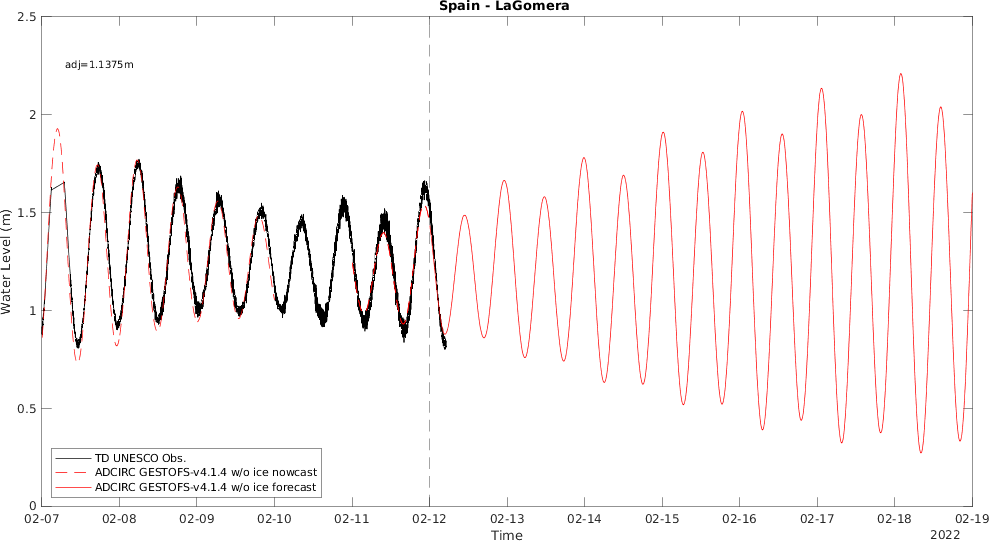 Spain - LaGomera
adj=1.1375m
Water Level (m)
2.5
2
1.5
1
0.5
0
TD UNESCO Obs.
ADCIRC GESTOFS-v4.1.4 w/o ice nowcast
ADCIRC GESTOFS-v4.1.4 w/o ice forecast
02-07 02-08 02-09 02-10 02-11 02-12 02-13 02-14 02-15 02-16 02-17 02-18 02-19
Time
2022